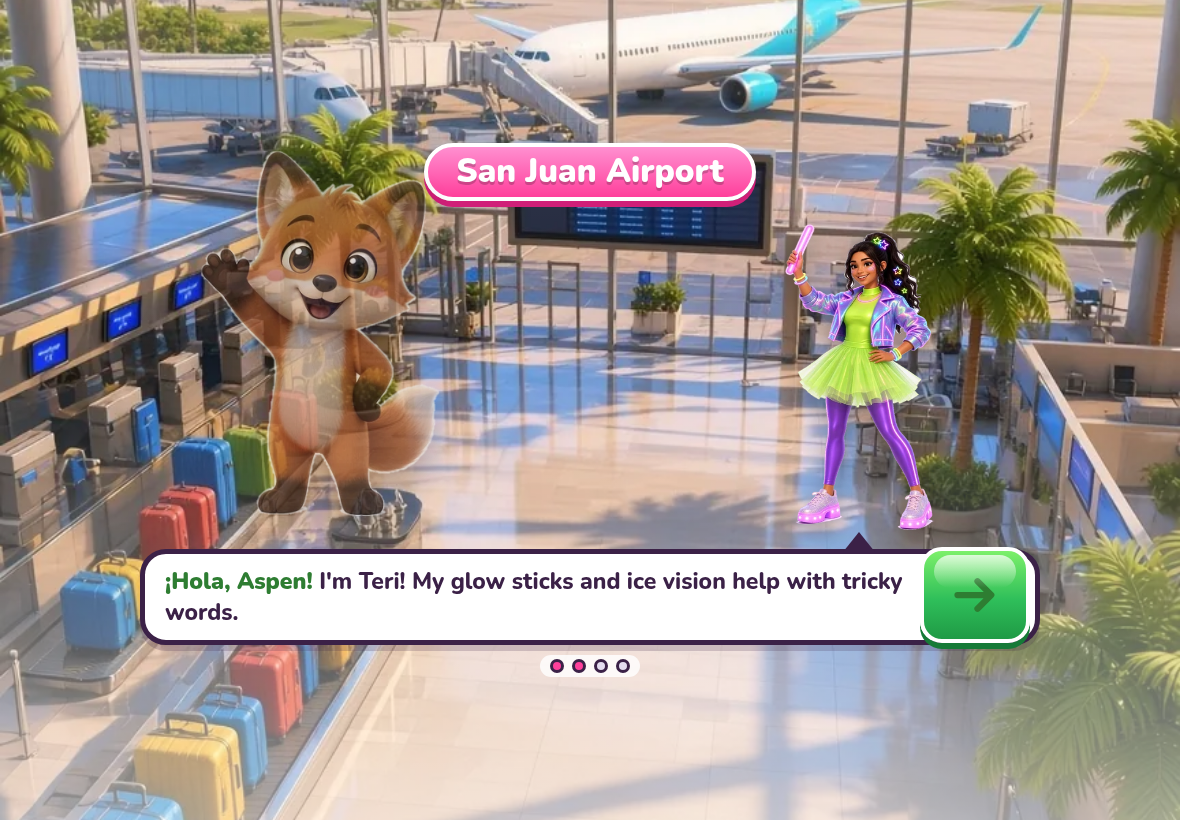 San Juan Airport
¡Hola, Aspen! I'm Teri! My glow sticks and ice vision help with tricky
words.